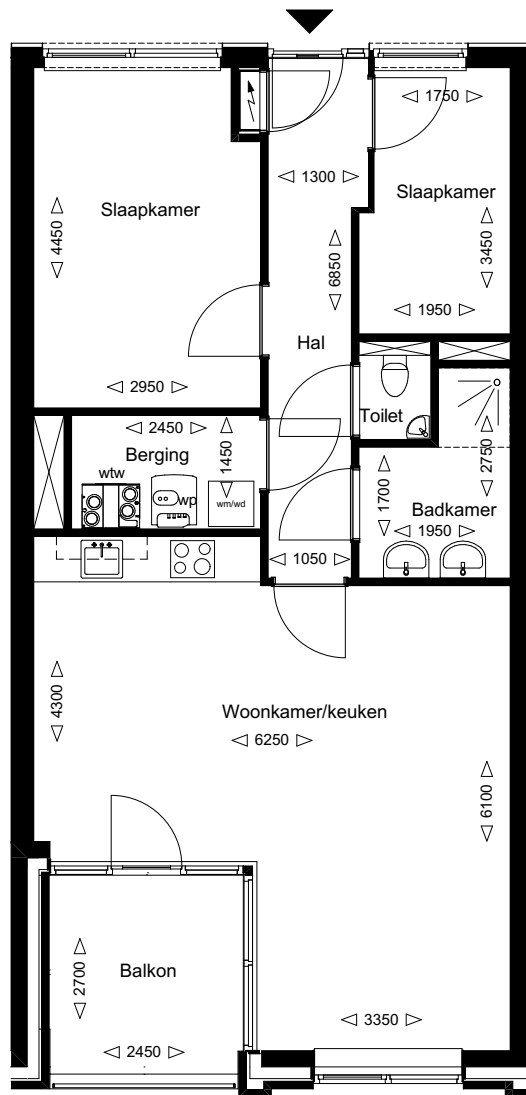 1750
1300
Slaapkamer
Slaapkamer
4450
3450
6850
1950
Hal
2950
Toilet
2450
1450
Berging
2750
wtw
wp
wm/wd
1700
Badkamer
1950
1050
4300
Woonkamer/keuken
6250
6100
Balkon
2700
3350
2450